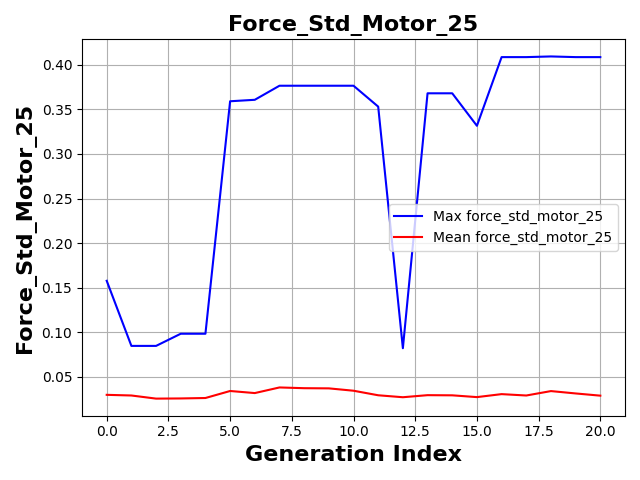 Force_Std_Motor_25
Force_Std_Motor_25
0.40
0.35
0.30
0.25
0.20
0.15
0.10
0.05
Max force_std_motor_25
Mean force_std_motor_25
0.0 2.5 5.0 7.5 10.0 12.5 15.0 17.5 20.0
Generation Index